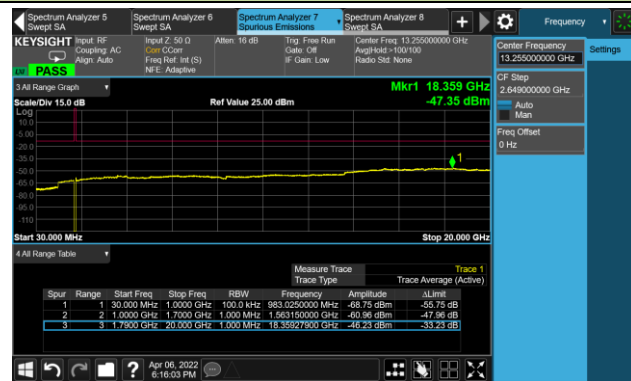 Spectrum Analyzer 5
Swept SA
Spectrum Analyzer 6
Swept SA
Spectrum Analyzer 7
Spurious Emissions
Spectrum Analyzer 8
Swept SA
Frequency
KEYSIGHT
Input: RF
Coupling: AC
Align: Auto
Input Z: 50 Ω
Corr CCorr
Freq Ref: Int (S)
NFE: Adaptive
Atten: 16 dB
Trig: Free Run
Gate: Off
IF Gain: Low
Center Freq: 13.255000000 GHz
Avg|Hold:>100/100
Radio Std: None
PASS
Center Frequency
13.255000000 GHz
Settings
CF Step
2.649000000 GHz
Auto
Man
Freq Offset
0 Hz
3 All Range Graph
Mkr1 18.359 GHz
Scale/Div 15.0 dB
Ref Value 25.00 dBm
-47.35 dBm
Log
10.0
-5.00
-20.0
-35.0
-50.0
-65.0
-80.0
-95.0
-110
1
Start 30.000 MHz
Stop 20.000 GHz
4 All Range Table
Measure Trace Trace 1
Trace Type Trace Average (Active)
Spur Range Start Freq Stop Freq RBW Frequency Amplitude ΔLimit
1 1 30.000 MHz 1.0000 GHz 100.0 kHz 983.0250000 MHz -68.75 dBm -55.75 dB
2 2 1.0000 GHz 1.7000 GHz 1.000 MHz 1.563150000 GHz -60.96 dBm -47.96 dB
3 3 1.7900 GHz 20.000 GHz 1.000 MHz 18.35927900 GHz -46.23 dBm -33.23 dB
Apr 06, 2022
6:16:03 PM